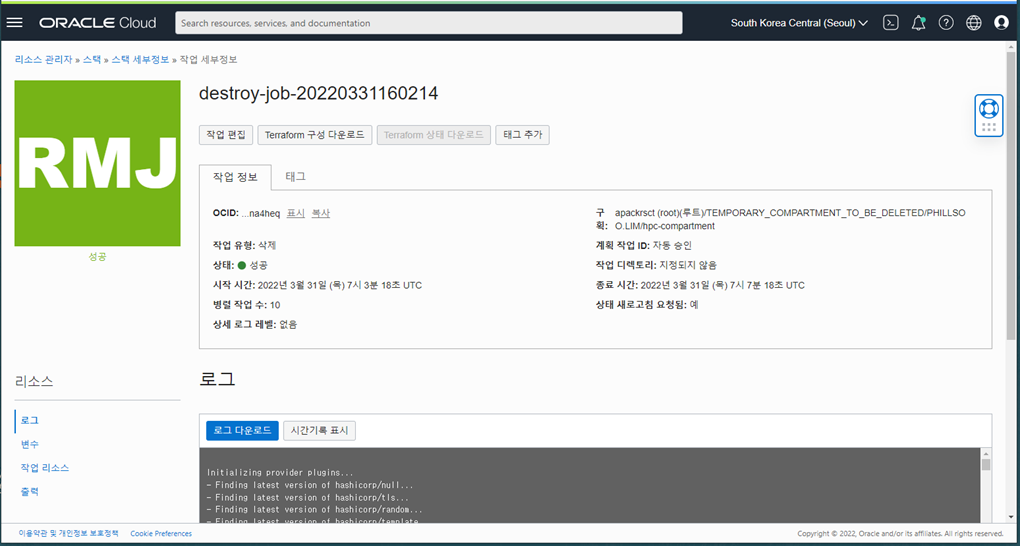 ORACLE Cloud
Search resources, services, and documentation
South Korea Central (Seoul)
리소스 관리자 » 스택 » 스택 세부정보 » 작업 세부정보
RMJ
성공
destroy-job-20220331160214
작업 편집
Terraform 구성 다운로드
Terraform 상태 다운로드
태그 추가
작업 정보
태그
OCID: ...na4heq 표시 복사
작업 유형: 삭제
상태: 성공
시작 시간: 2022년 3월 31일 (목) 7시 3분 18초 UTC
병렬 작업 수: 10
상세 로그 레벨: 없음
구획: apackrsct (root)(루트)/TEMPORARY_COMPARTMENT_TO_BE_DELETED/PHILLSO
O.LIM/hpc-compartment
계획 작업 ID: 자동 승인
작업 디렉토리: 지정되지 않음
종료 시간: 2022년 3월 31일 (목) 7시 7분 18초 UTC
상태 새로고침 요청됨: 예
리소스
로그
변수
작업 리소스
출력
로그
로그 다운로드
시간기록 표시
Initializing provider plugins...
- Finding latest version of hashicorp/null...
- Finding latest version of hashicorp/tls...
- Finding latest version of hashicorp/random...
- Finding latest version of hashicorp/template
이용약관 및 개인정보 보호정책
Cookie Preferences
Copyright © 2022, Oracle and/or its affiliates. All rights reserved.